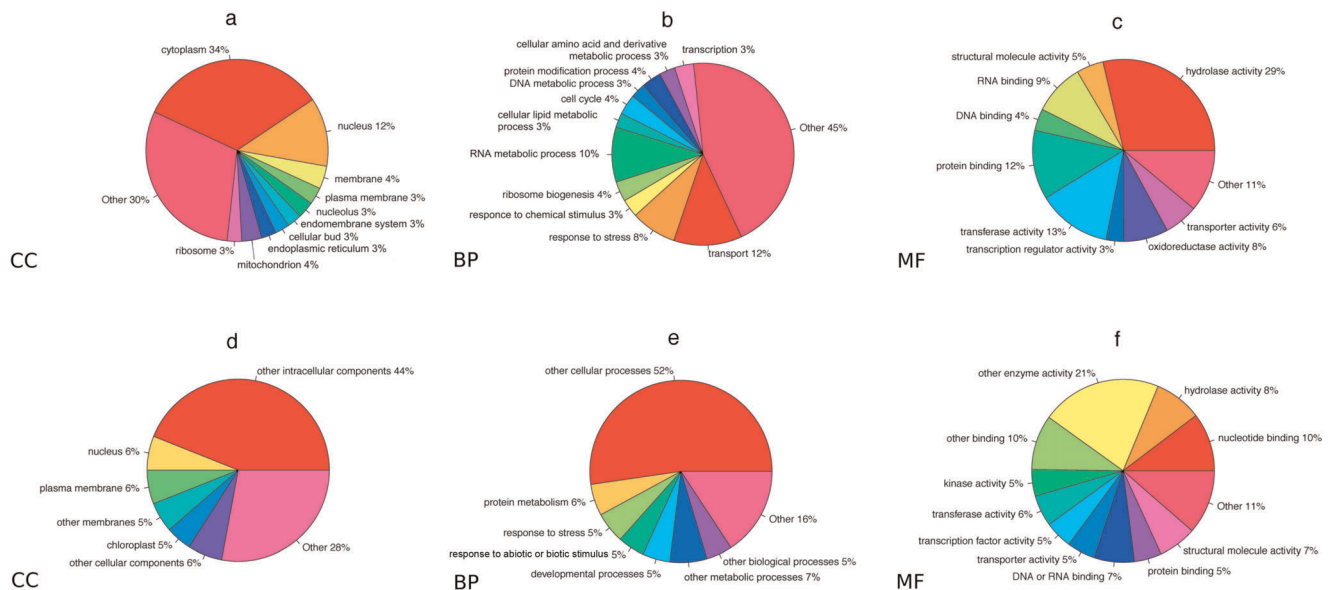 a
cytoplasm 34%
nucleus 12%
membrane 4%
plasma membrane 3%
nucleolus 3%
endomembrane system 3%
cellular bud 3%
endoplasmic reticulum 3%
mitochondrion 4%
ribosome 3%
Other 30%
CC
b
cellular amino acid and derivative
metabolic process 3%
transcription 3%
protein modification process 4%
DNA metabolic process 3%
cell cycle 4%
cellular lipid metabolic
process 3%
RNA metabolic process 10%
ribosome biogenesis 4%
response to chemical stimulus 3%
response to stress 8%
transport 12%
Other 45%
BP
c
structural molecule activity 5%
hydrolase activity 29%
RNA binding 9%
DNA binding 4%
protein binding 12%
transferase activity 13%
transcription regulator activity 3%
oxidoreductase activity 8%
transporter activity 6%
Other 11%
MF
d
other intracellular components 44%
nucleus 6%
plasma membrane 6%
other membranes 5%
chloroplast 5%
other cellular components 6%
Other 28%
CC
e
other cellular processes 52%
protein metabolism 6%
response to stress 5%
response to abiotic or biotic stimulus 5%
developmental processes 5%
other metabolic processes 7%
other biological processes 5%
Other 16%
BP
f
other enzyme activity 21%
hydrolase activity 8%
nucleotide binding 10%
other binding 10%
kinase activity 5%
transferase activity 6%
transcription factor activity 5%
transporter activity 5%
DNA or RNA binding 7%
protein binding 5%
structural molecule activity 7%
Other 11%
MF